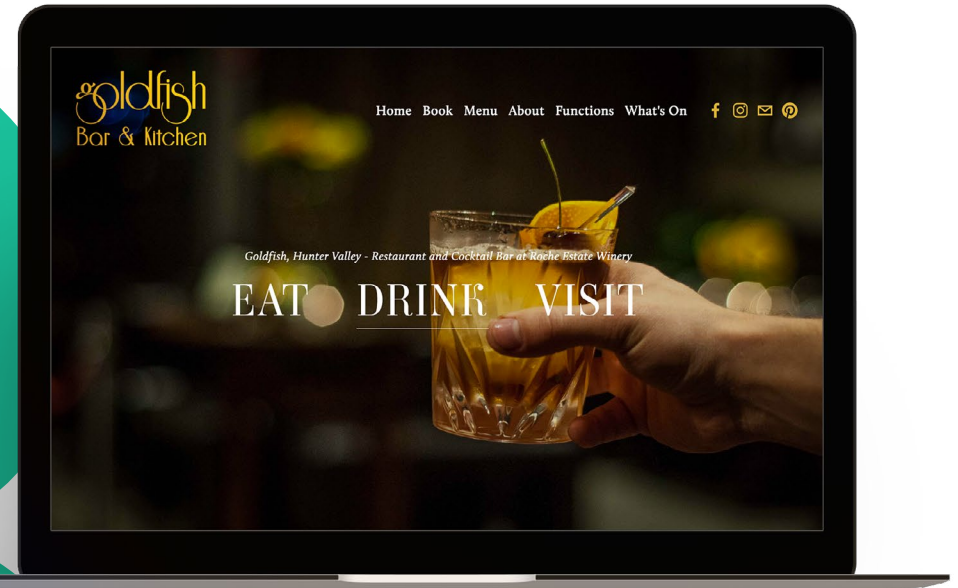 goldfish
Bar & Kitchen
Home Book Menu About Functions What's On
Goldfish, Hunter Valley - Restaurant and Cocktail Bar at Roche Estate Winery
EAT DRINK VISIT